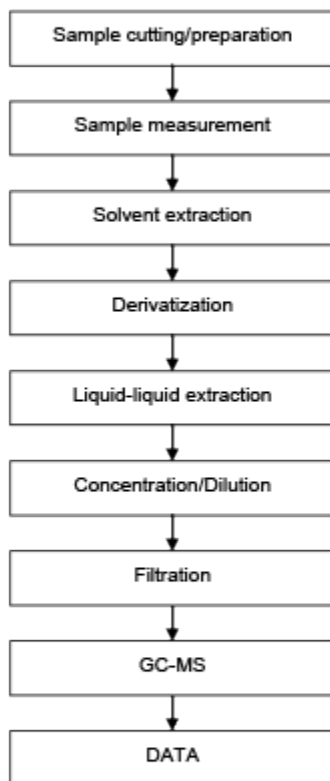 Sample cutting/preparation
Sample measurement
Solvent extraction
Derivatization
Liquid-liquid extraction
Concentration/Dilution
Filtration
GC-MS
DATA